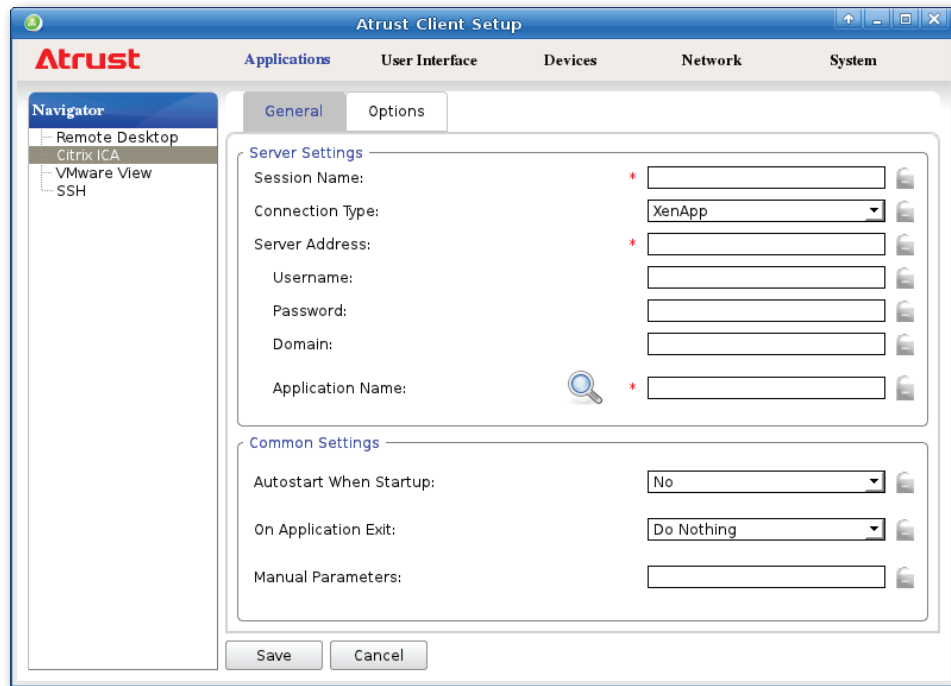 Atrust Client Setup
Atrust
Applications User Interface Devices Network System
Navigator
Remote Desktop
Citrix ICA
VMware View
SSH
General Options
Server Settings
Session Name: *
Connection Type: XenApp
Server Address: *
Username:
Password:
Domain:
Application Name: *
Common Settings
Autostart When Startup: No
On Application Exit: Do Nothing
Manual Parameters:
Save Cancel